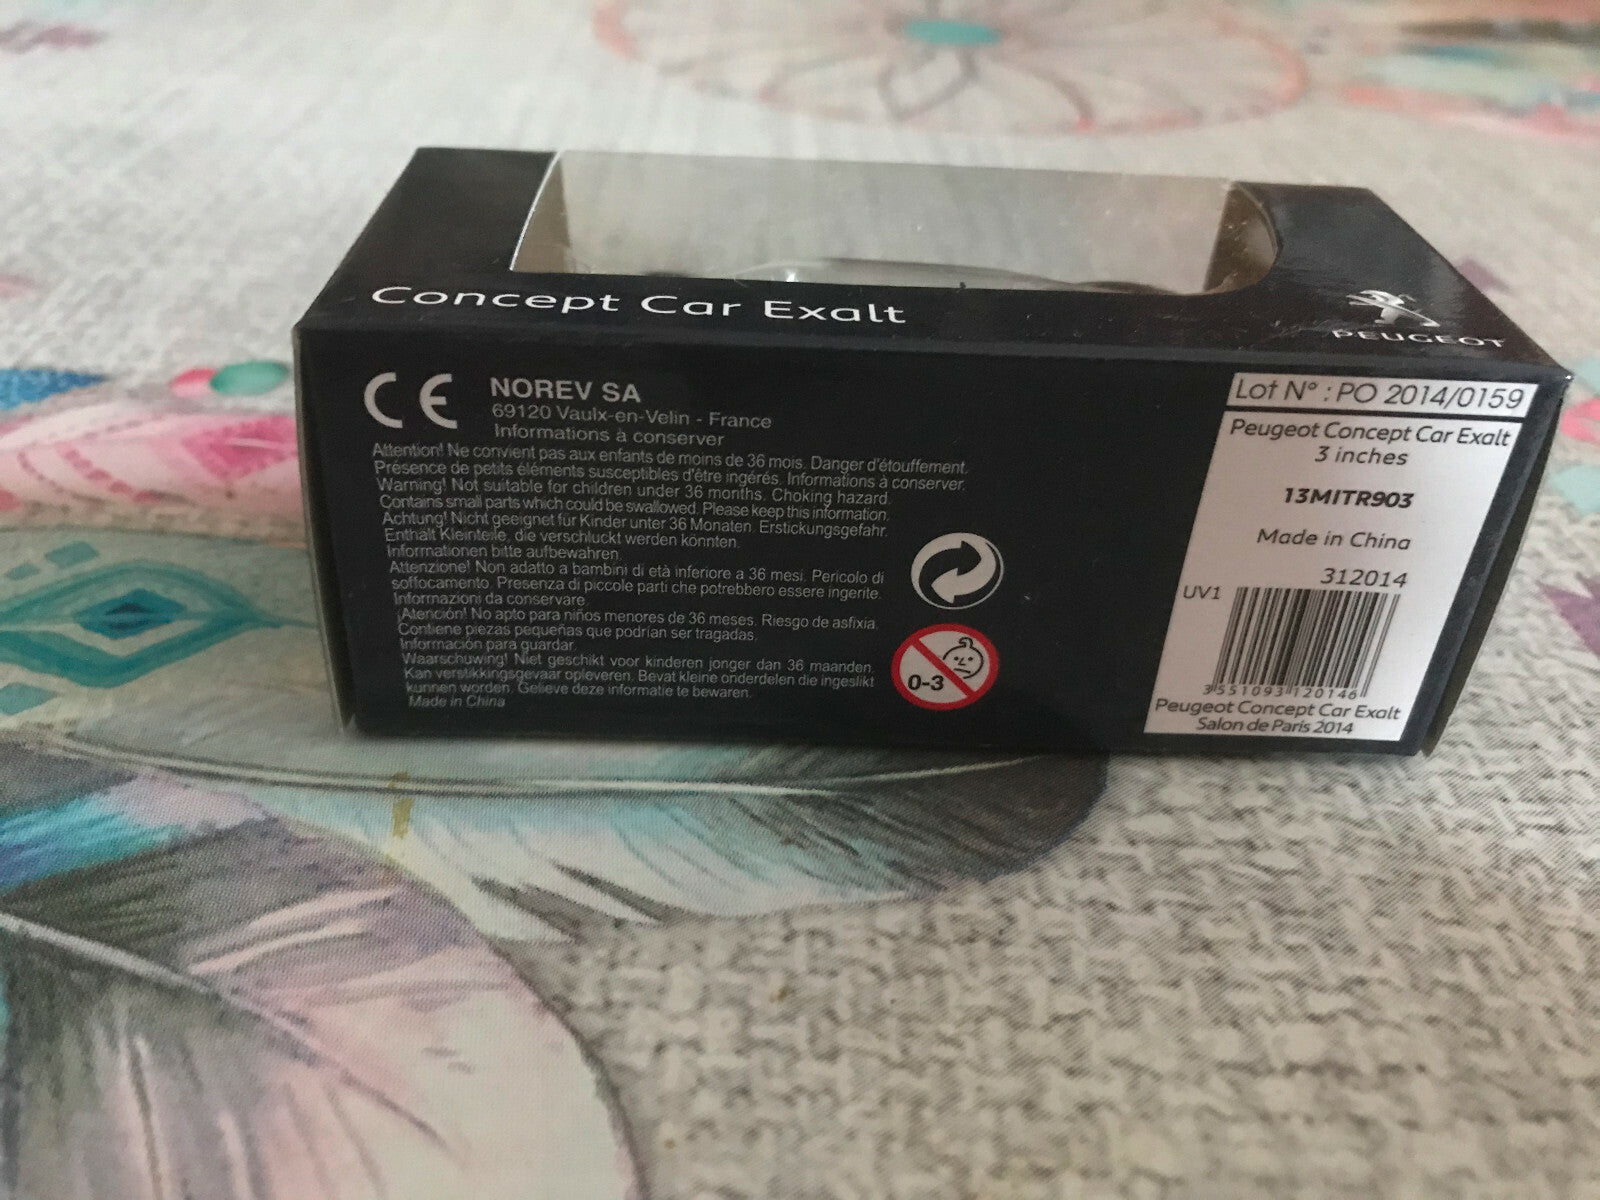 Concept Car Exalt
PEUGEOT
CE
NOREV SA
69120 Vaulx-en-Velin - France
Informations à conserver
Attention! Ne convient pas aux enfants de moins de 36 mois. Danger d'étouffement.
Présence de petits éléments susceptibles d'être ingérés. Informations à conserver.
Warning! Not suitable for children under 36 months. Choking hazard.
Contains small parts which could be swallowed. Please keep this information.
Achtung! Nicht geeignet für Kinder unter 36 Monaten. Erstickungsgefahr.
Enthält Kleinteile, die verschluckt werden könnten.
Informationen bitte aufbewahren.
Attenzione! Non adatto a bambini di età inferiore a 36 mesi. Pericolo di
soffocamento. Presenza di piccole parti che potrebbero essere ingerite.
Informazioni da conservare.
¡Atención! No apto para niños menores de 36 meses. Riesgo de asfixia.
Contiene piezas pequeñas que podrían ser tragadas.
Información para guardar.
Waarschuwing! Niet geschikt voor kinderen jonger dan 36 maanden.
Kan verstikkingsgevaar opleveren. Bevat kleine onderdelen die ingeslikt
kunnen worden. Gelieve deze informatie te bewaren.
Made in China
0-3
Lot N° : PO 2014/0159
Peugeot Concept Car Exalt
3 inches
13MITR903
Made in China
312014
UV1
3 551093 120146
Peugeot Concept Car Exalt
Salon de Paris 2014